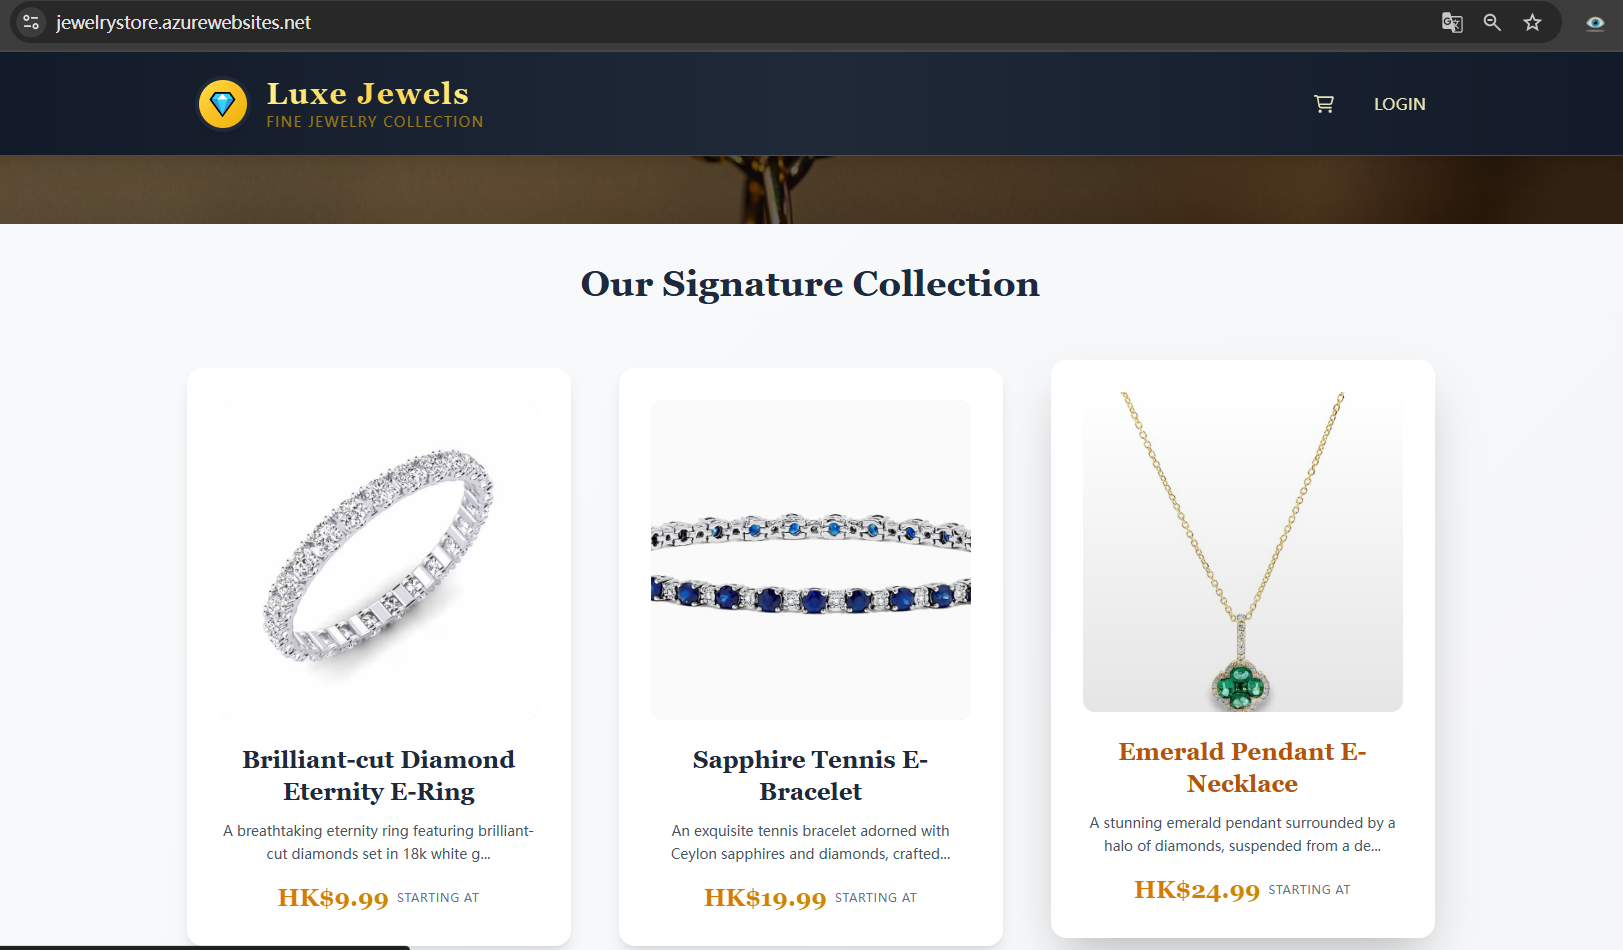 jewelrystore.azurewebsites.net
Luxe Jewels
FINE JEWELRY COLLECTION
LOGIN
Our Signature Collection
Brilliant-cut Diamond
Eternity E-Ring
A breathtaking eternity ring featuring brilliant-
cut diamonds set in 18k white g...
HK$9.99 STARTING AT
Sapphire Tennis E-
Bracelet
An exquisite tennis bracelet adorned with
Ceylon sapphires and diamonds, crafted...
HK$19.99 STARTING AT
Emerald Pendant E-
Necklace
A stunning emerald pendant surrounded by a
halo of diamonds, suspended from a de...
HK$24.99 STARTING AT